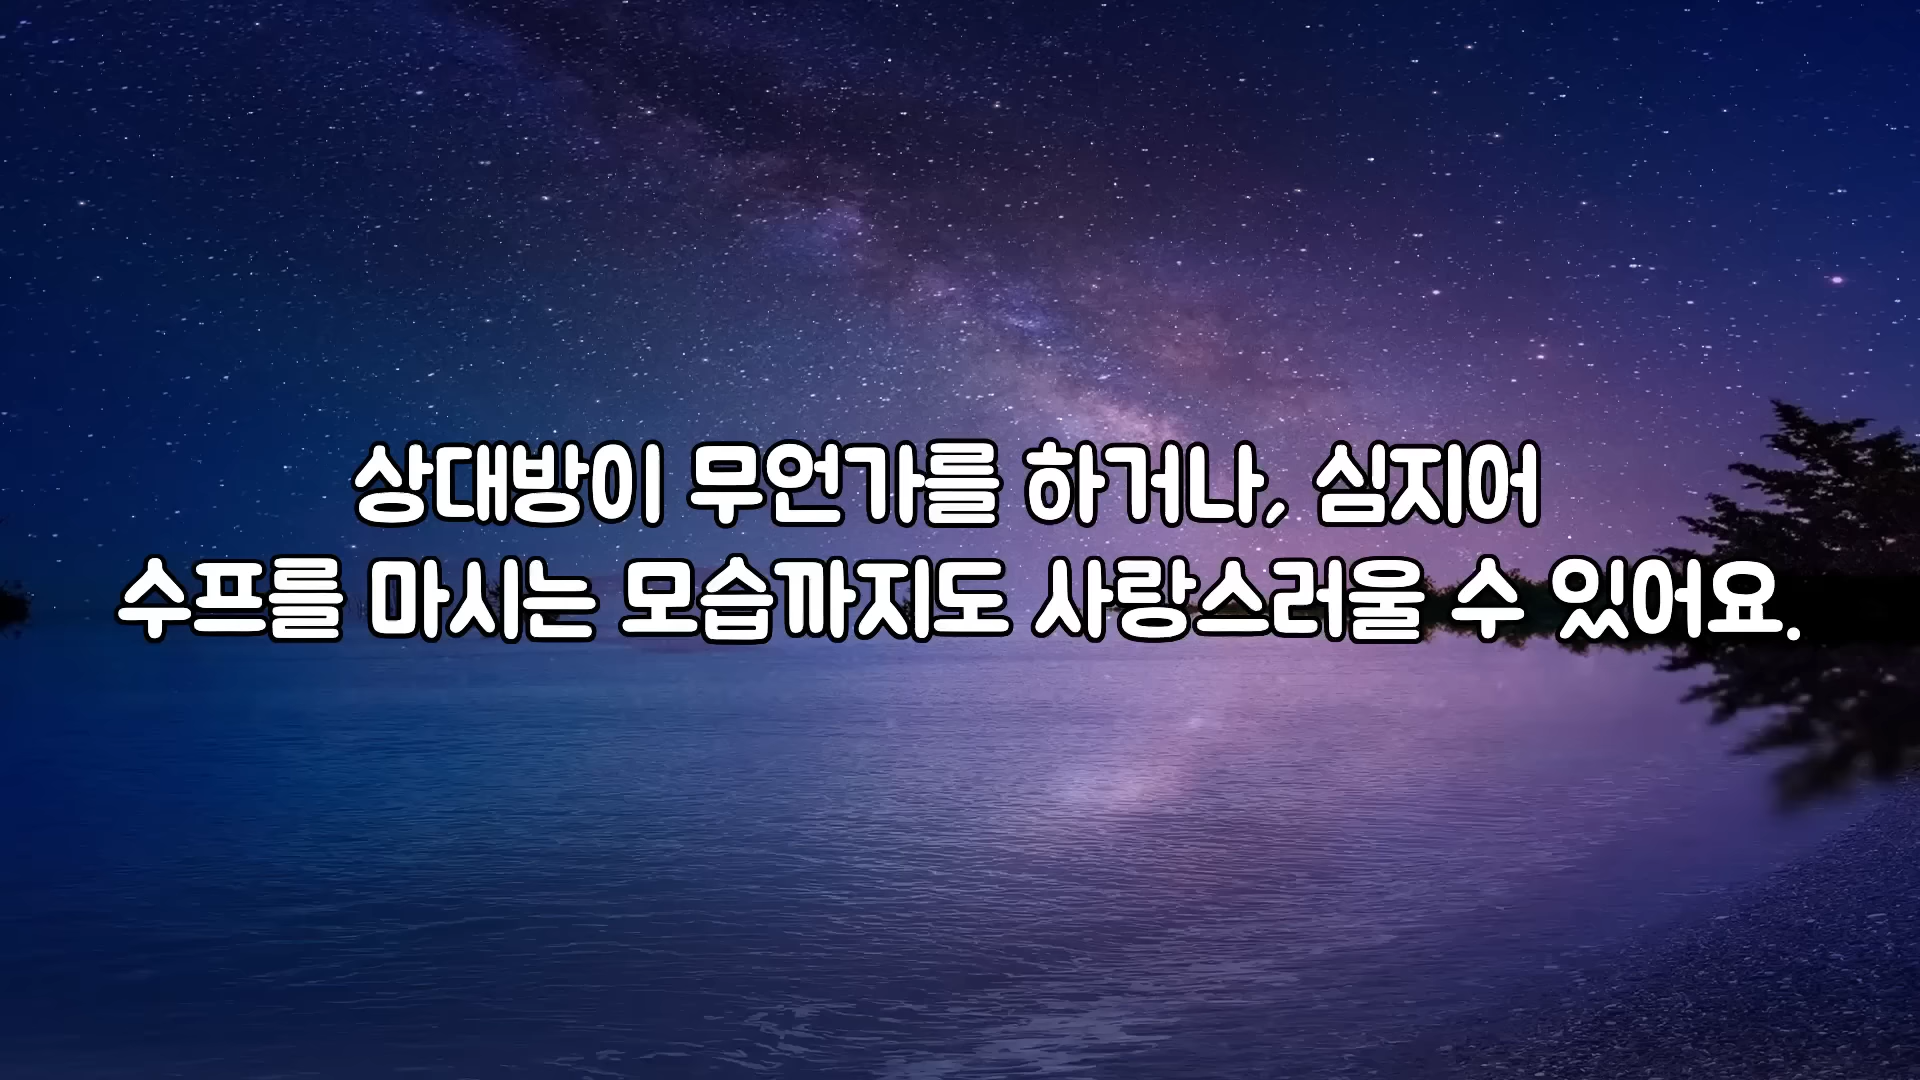 상대방이 무언가를 하거나, 심지어
수프를 마시는 모습까지도 사랑스러울 수 있어요.